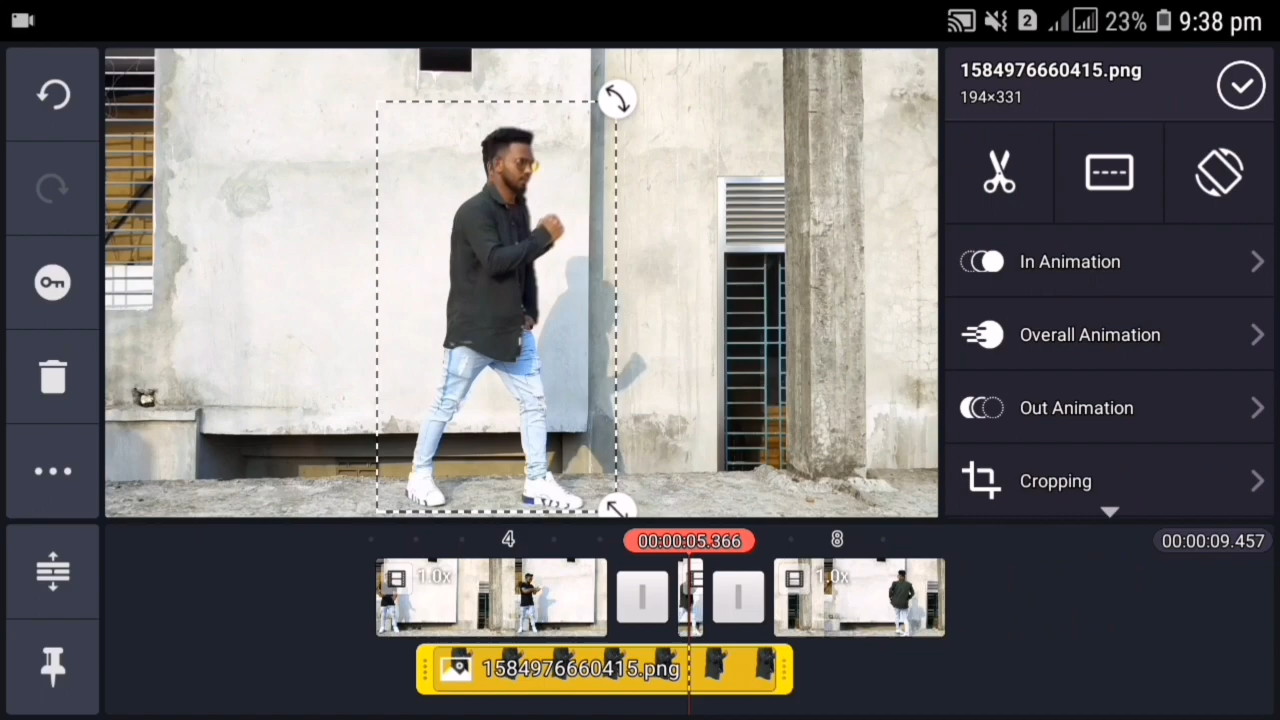 2 23% 9:38 pm
1584976660415.png
194×331
In Animation
Overall Animation
Out Animation
Cropping
4 00:00:05.366 8 00:00:09.457
1.0x 1.0x
1584976660415.png